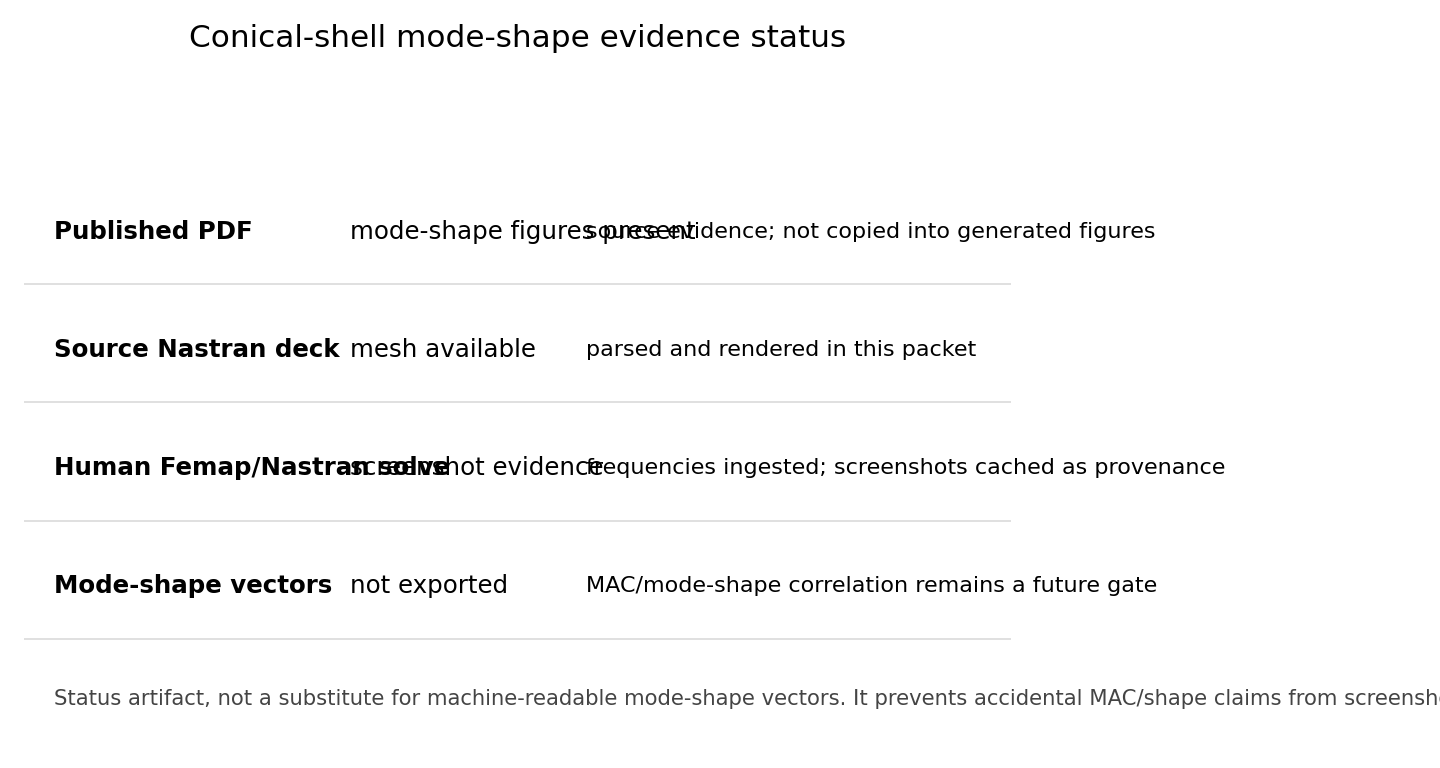 Conical-shell mode-shape evidence status
Published PDF mode-shape figures present source evidence; not copied into generated figures
Source Nastran deck mesh available parsed and rendered in this packet
Human Femap/Nastran solve screenshot evidence frequencies ingested; screenshots cached as provenance
Mode-shape vectors not exported MAC/mode-shape correlation remains a future gate
Status artifact, not a substitute for machine-readable mode-shape vectors. It prevents accidental MAC/shape claims from